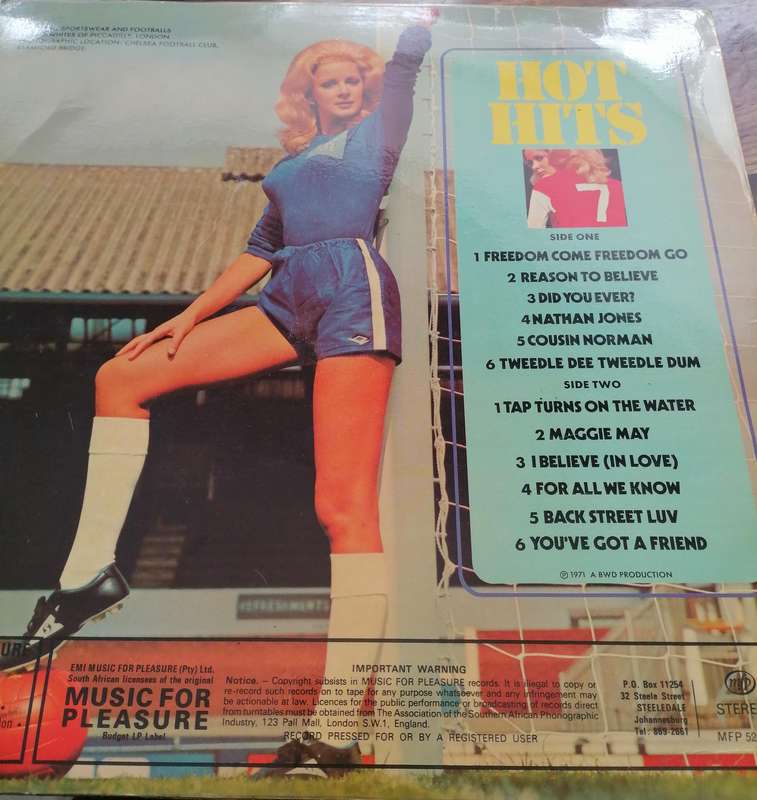 SPORTSWEAR AND FOOTBALLS
OF PICCADILLY, LONDON
LOCATION: CHELSEA FOOTBALL CLUB,
STAMFORD BRIDGE.
HOT
HITS
7
SIDE ONE
1 FREEDOM COME FREEDOM GO
2 REASON TO BELIEVE
3 DID YOU EVER?
4 NATHAN JONES
5 COUSIN NORMAN
6 TWEEDLE DEE TWEEDLE DUM
SIDE TWO
1 TAP TURNS ON THE WATER
2 MAGGIE MAY
3 I BELIEVE (IN LOVE)
4 FOR ALL WE KNOW
5 BACK STREET LUV
6 YOU'VE GOT A FRIEND
℗ 1971 A BWD PRODUCTION
REFRESHMENTS
EMI MUSIC FOR PLEASURE (Pty) Ltd.
South African licensees of the original
MUSIC FOR
PLEASURE
Budget LP Label
IMPORTANT WARNING
Notice. – Copyright subsists in MUSIC FOR PLEASURE records. It is illegal to copy or
re-record such records on to tape for any purpose whatsoever and any infringement may
be actionable at law. Licences for the public performance or broadcasting of records direct
from turntables must be obtained from The Association of the Southern African Phonographic
Industry, 123 Pall Mall, London S.W.1, England.
RECORD PRESSED FOR OR BY A REGISTERED USER
P.O. Box 11254
32 Steele Street
STEELEDALE
Johannesburg
Tel: 869-2661
mfp
STERE
MFP 52